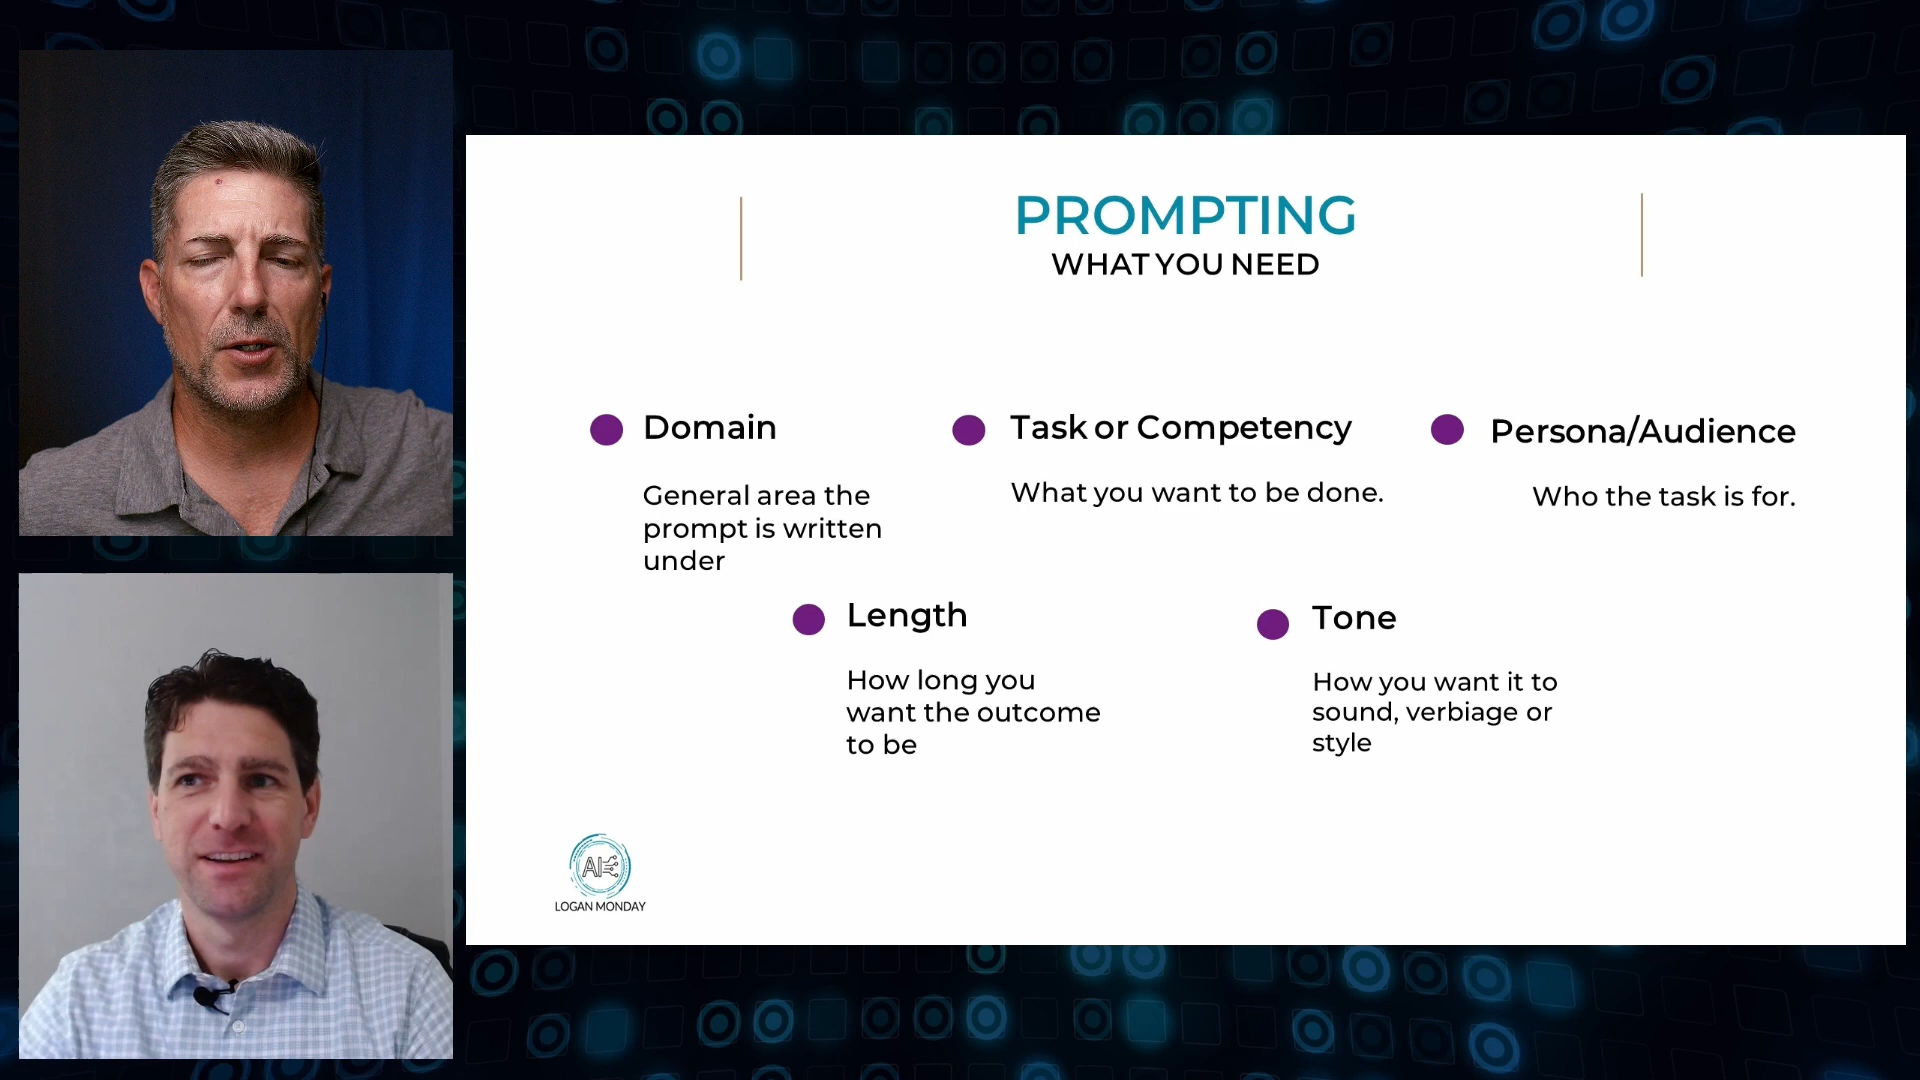 PROMPTING
WHAT YOU NEED
Domain
General area the
prompt is written
under
Task or Competency
What you want to be done.
Persona/Audience
Who the task is for.
Length
How long you
want the outcome
to be
Tone
How you want it to
sound, verbiage or
style
AI
LOGAN MONDAY